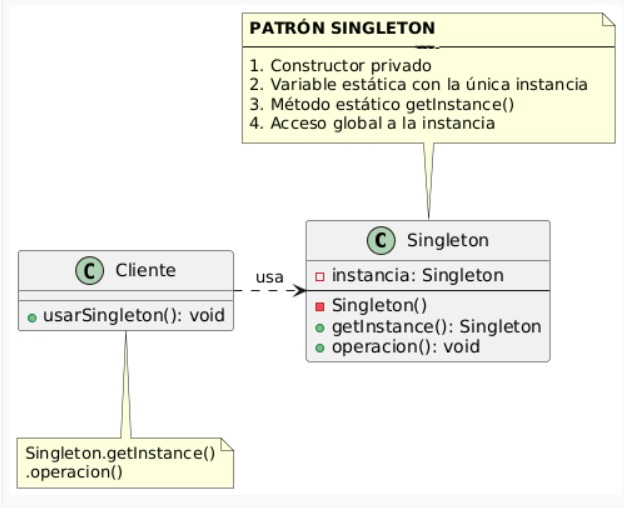 PATRÓN SINGLETON
1. Constructor privado
2. Variable estática con la única instancia
3. Método estático getInstance()
4. Acceso global a la instancia
C Singleton
instancia: Singleton
Singleton()
getInstance(): Singleton
operacion(): void
C Cliente
usarSingleton(): void
usa
Singleton.getInstance()
.operacion()